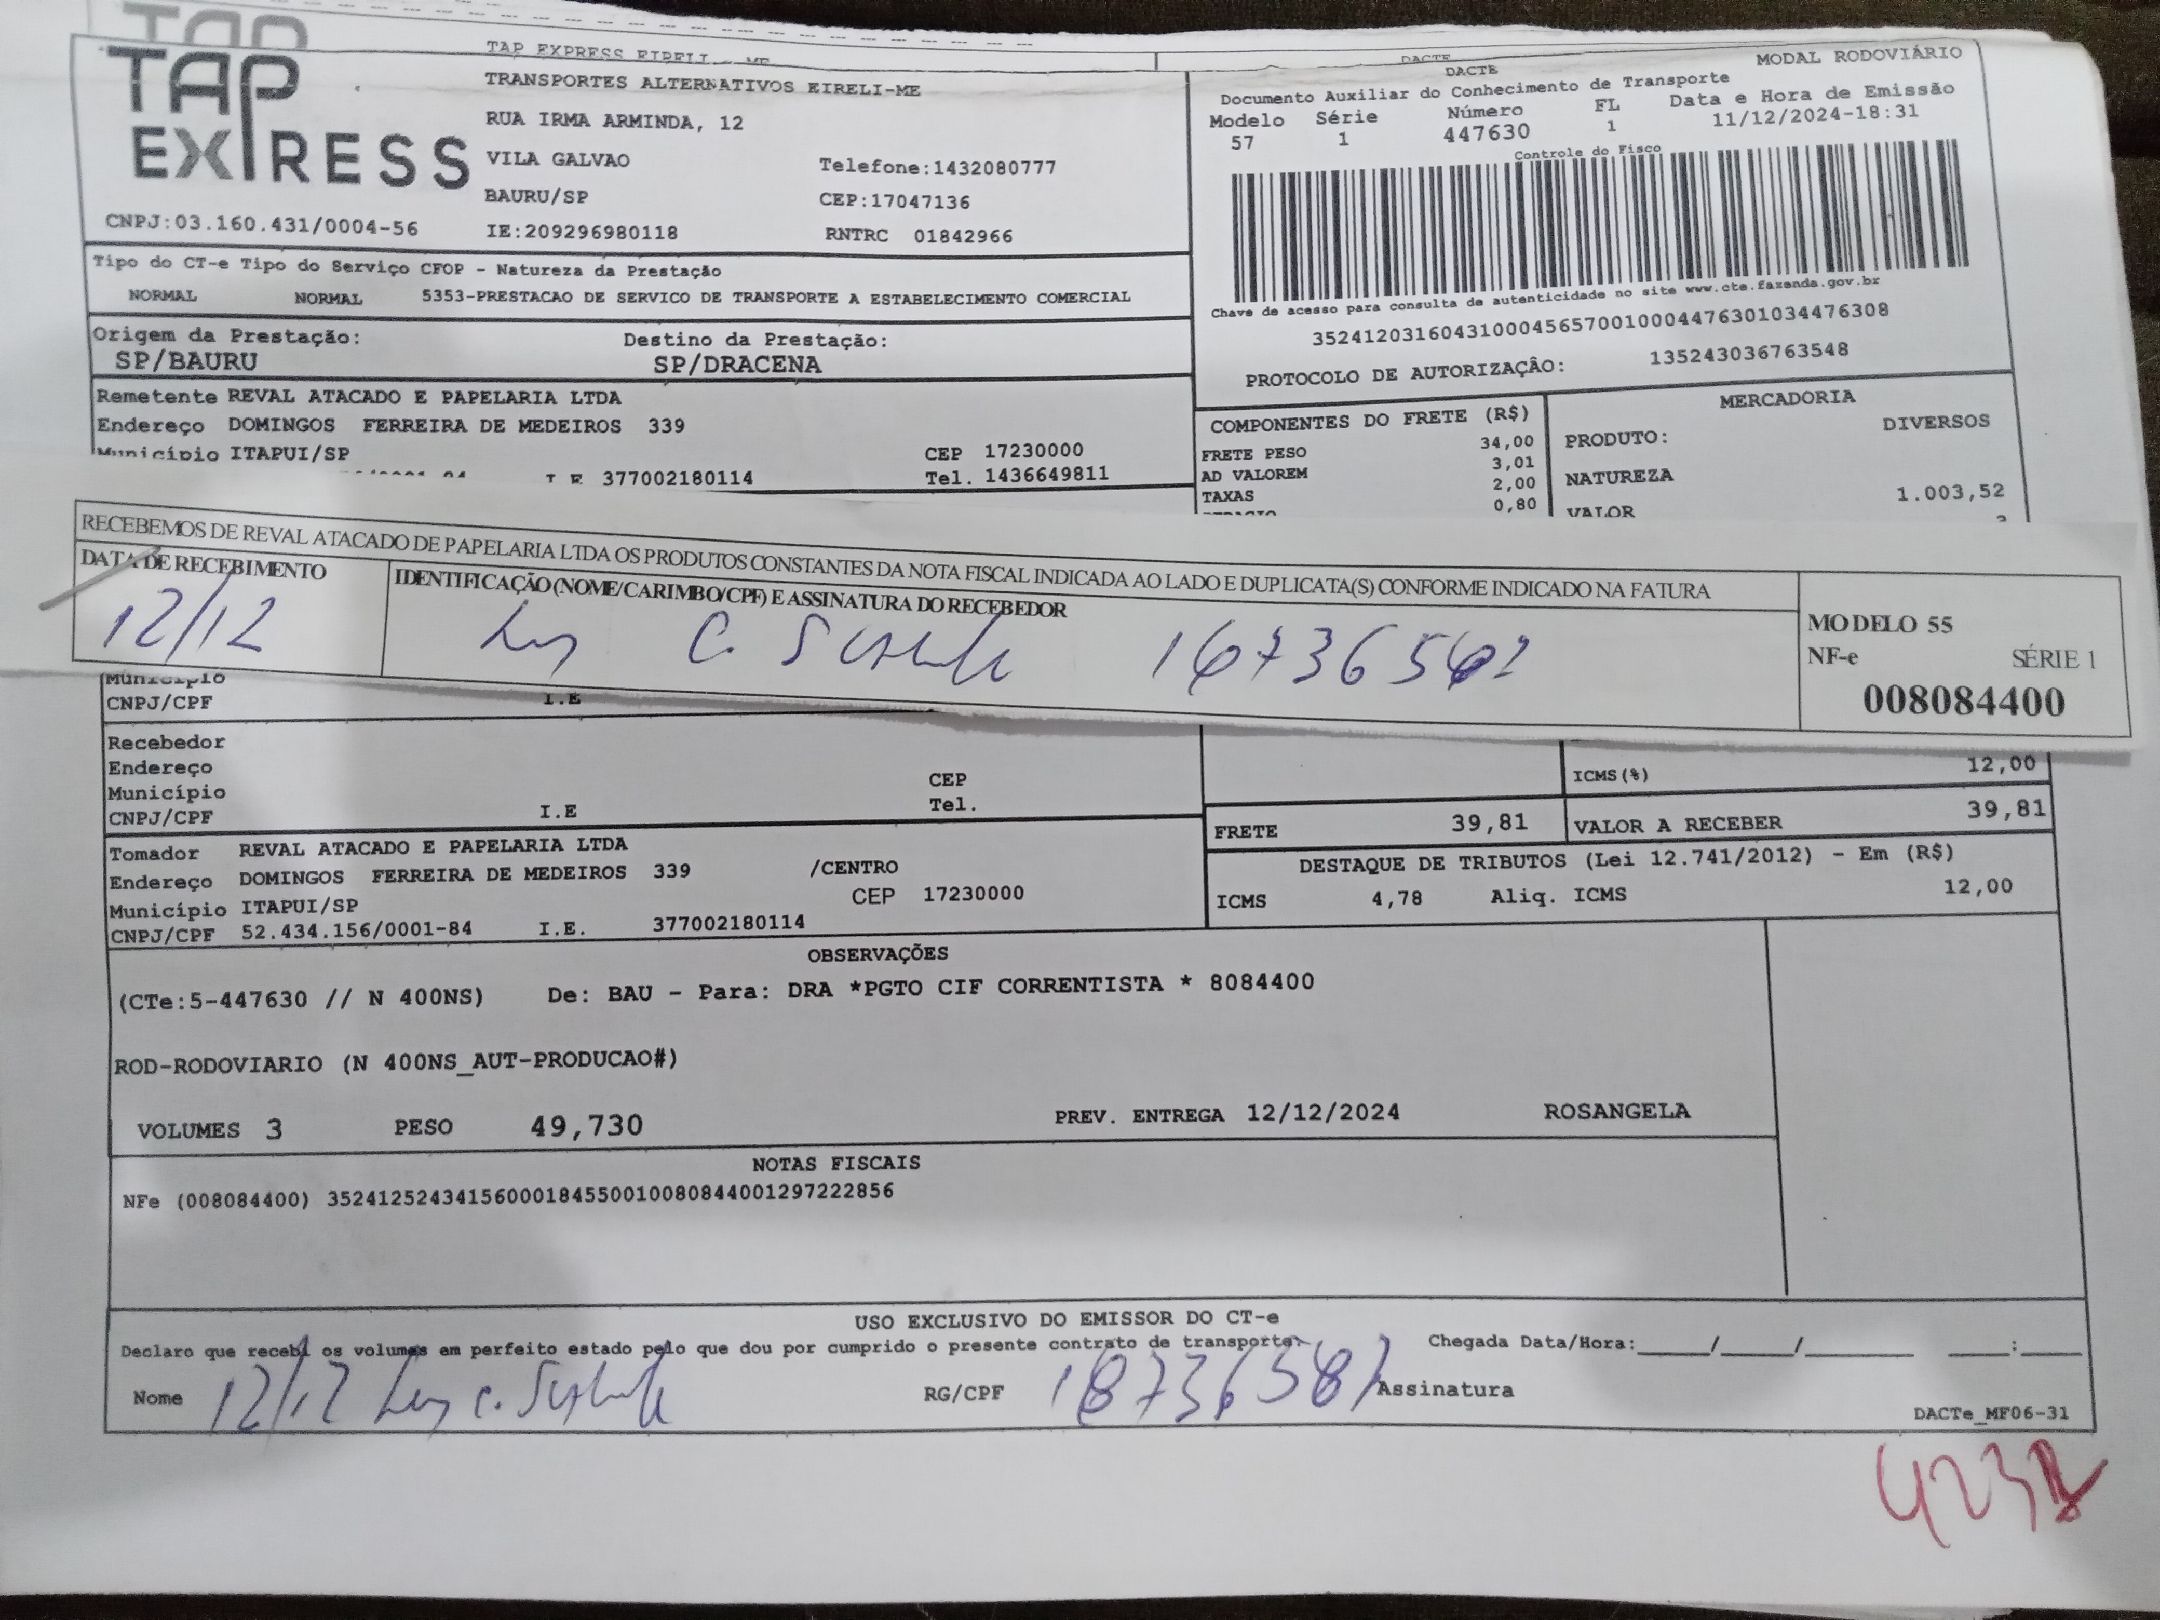 TAP
TAP EXPRESS
TAP EXPRESS EIRELI - ME
TRANSPORTES ALTERNATIVOS EIRELI-ME
RUA IRMA ARMINDA, 12
VILA GALVAO Telefone:1432080777
BAURU/SP CEP:17047136
CNPJ:03.160.431/0004-56 IE:209296980118 RNTRC 01842966
DACTE
DACTE MODAL RODOVIÁRIO
Documento Auxiliar do Conhecimento de Transporte
Modelo Série Número FL Data e Hora de Emissão
57 1 447630 1 11/12/2024-18:31
Controle do Fisco
Chave de acesso para consulta de autenticidade no site www.cte.fazenda.gov.br
35241203160431000456570010004476301034476308
PROTOCOLO DE AUTORIZAÇÂO: 135243036763548
Tipo do CT-e Tipo do Serviço CFOP - Natureza da Prestação
NORMAL NORMAL 5353-PRESTACAO DE SERVICO DE TRANSPORTE A ESTABELECIMENTO COMERCIAL
Origem da Prestação: Destino da Prestação:
SP/BAURU SP/DRACENA
Remetente REVAL ATACADO E PAPELARIA LTDA
Endereço DOMINGOS FERREIRA DE MEDEIROS 339
Município ITAPUI/SP CEP 17230000
I E 377002180114 Tel. 1436649811
COMPONENTES DO FRETE (R$)
FRETE PESO 34,00
AD VALOREM 3,01
TAXAS 2,00
0,80
MERCADORIA
PRODUTO: DIVERSOS
NATUREZA
VALOR 1.003,52
RECEBEMOS DE REVAL ATACADO DE PAPELARIA LTDA OS PRODUTOS CONSTANTES DA NOTA FISCAL INDICADA AO LADO E DUPLICATA(S) CONFORME INDICADO NA FATURA
DATA DE RECEBIMENTO IDENTIFICAÇÃO (NOME/CARIMBO/CPF) E ASSINATURA DO RECEBEDOR
12/12 C.
MODELO 55
NF-e SÉRIE 1
008084400
Município
CNPJ/CPF I.E
Recebedor
Endereço CEP
Município Tel.
CNPJ/CPF I.E
ICMS(%) 12,00
FRETE 39,81 VALOR A RECEBER 39,81
Tomador REVAL ATACADO E PAPELARIA LTDA
Endereço DOMINGOS FERREIRA DE MEDEIROS 339 /CENTRO
Município ITAPUI/SP CEP 17230000
CNPJ/CPF 52.434.156/0001-84 I.E. 377002180114
DESTAQUE DE TRIBUTOS (Lei 12.741/2012) - Em (R$)
ICMS 4,78 Aliq. ICMS 12,00
OBSERVAÇÕES
(CTe:5-447630 // N 400NS) De: BAU - Para: DRA *PGTO CIF CORRENTISTA * 8084400
ROD-RODOVIARIO (N 400NS_AUT-PRODUCAO#)
VOLUMES 3 PESO 49,730 PREV. ENTREGA 12/12/2024 ROSANGELA
NOTAS FISCAIS
NFe (008084400) 35241252434156000184550010080844001297222856
USO EXCLUSIVO DO EMISSOR DO CT-e
Declaro que recebi os volumes em perfeito estado pelo que dou por cumprido o presente contrato de transporte. Chegada Data/Hora:_____/_____/_______ ____:____
Nome 12/12 C. RG/CPF Assinatura
DACTe_MF06-31